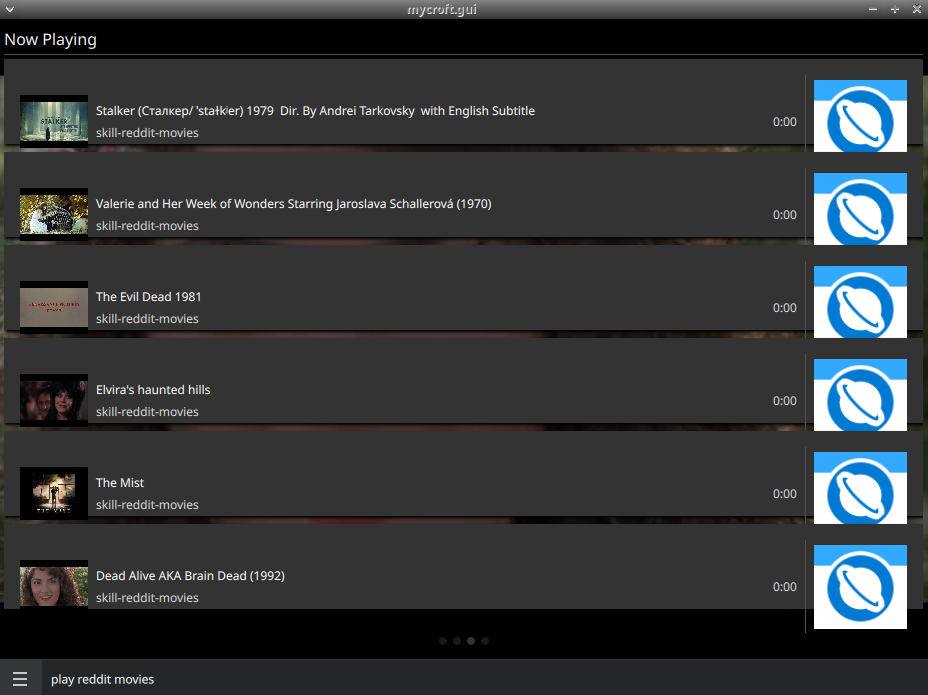 mycroft.gui
Now Playing
Stalker (Сталкер/ 'stałkʲer) 1979 Dir. By Andrei Tarkovsky with English Subtitle
skill-reddit-movies
0:00
STALKER
Valerie and Her Week of Wonders Starring Jaroslava Schallerová (1970)
skill-reddit-movies
0:00
The Evil Dead 1981
skill-reddit-movies
0:00
Elvira's haunted hills
skill-reddit-movies
0:00
The Mist
skill-reddit-movies
0:00
THE MIST
Dead Alive AKA Brain Dead (1992)
skill-reddit-movies
0:00
play reddit movies